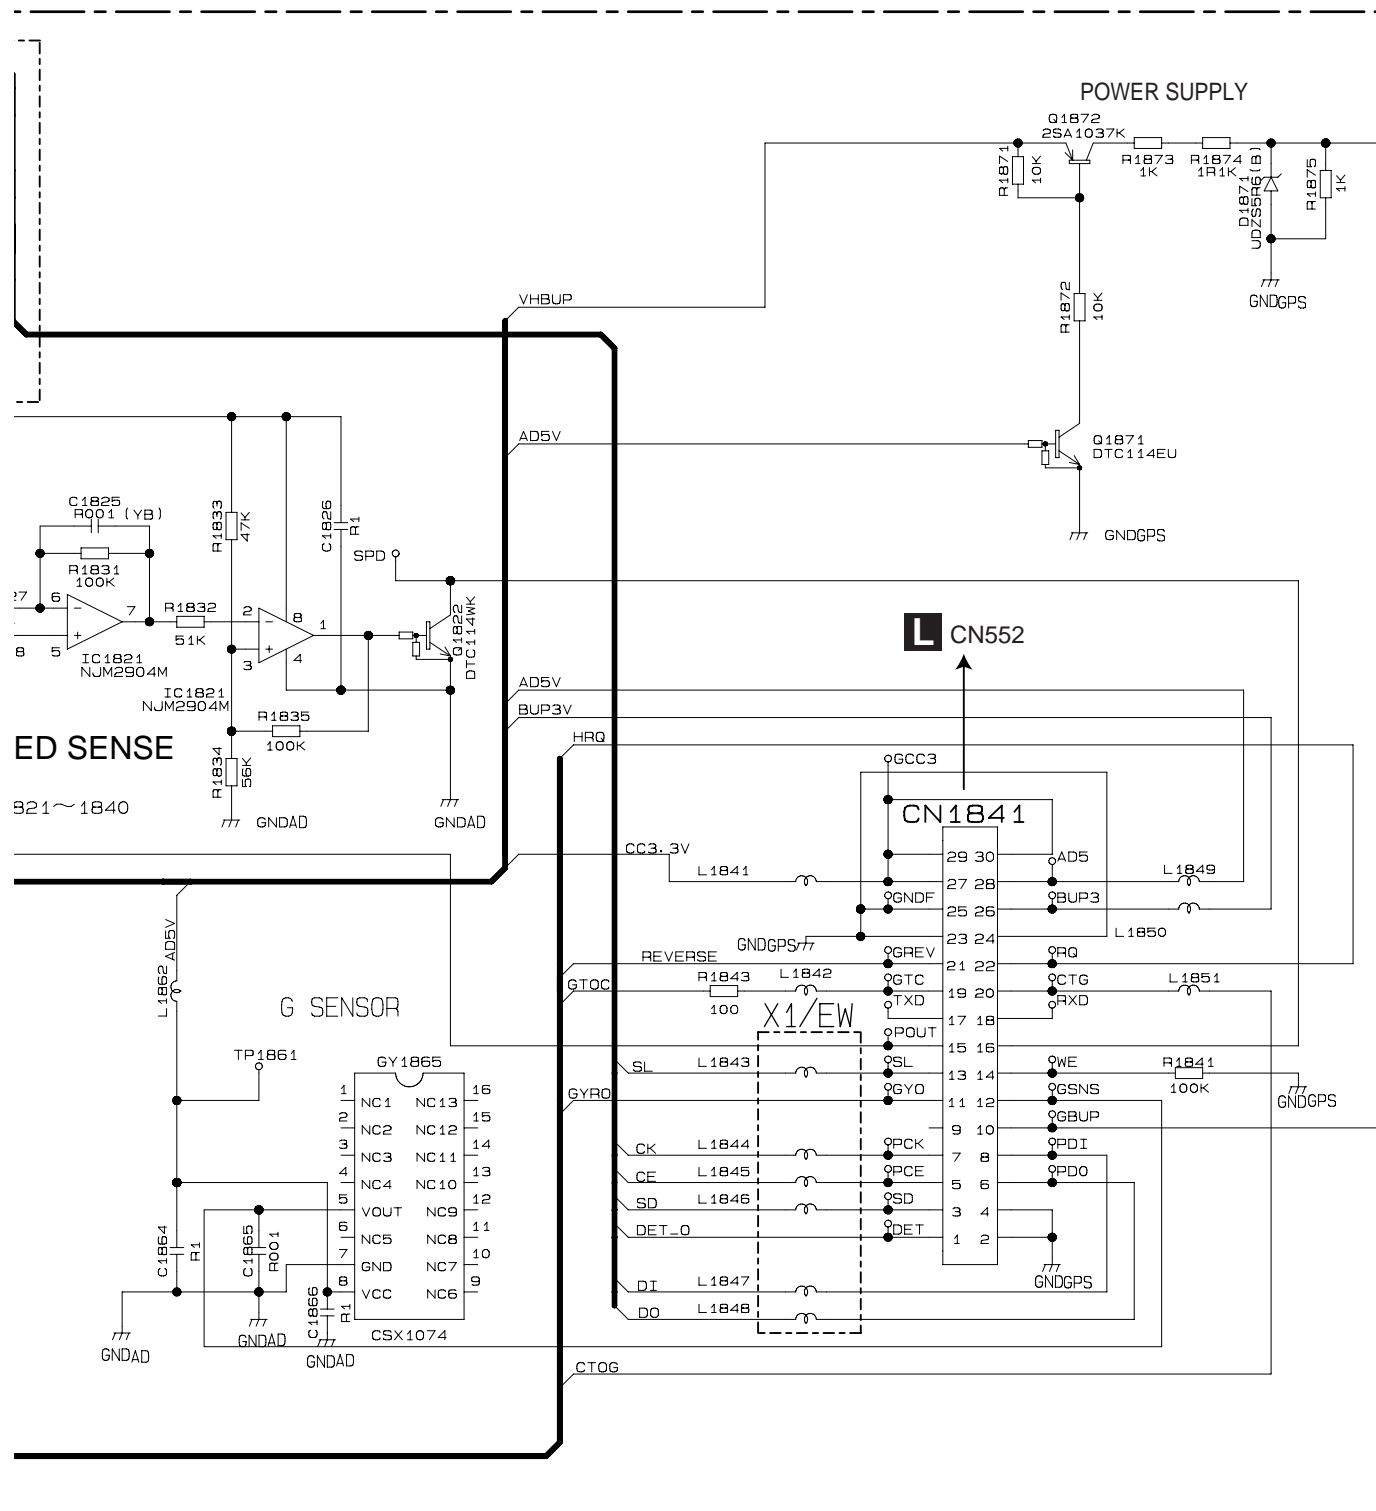 POWER SUPPLY
Q1872
2SA1037K
R1871
10K
R1873
1K
R1874
1R1K
D1871
UDZS5R6(B)
R1875
1K
GNDGPS
VHBUP
R1872
10K
AD5V
Q1871
DTC114EU
GNDGPS
C1825
R001 (YB)
R1831
100K
R1833
47K
C1826
R1
SPD
27
6
7
R1832
51K
2
8
1
Q1822
DTC114WK
8
5
3
4
IC1821
NJM2904M
IC1821
NJM2904M
R1835
100K
ED SENSE
R1834
56K
821～1840
GNDAD
GNDAD
L CN552
AD5V
BUP3V
HRQ
GCC3
CN1841
CC3.3V
L1841
29 30
AD5
27 28
L1849
GNDF
25 26
BUP3
GNDGPS
23 24
L1850
REVERSE
GREV
21 22
RQ
GTOC
R1843
100
L1842
GTC
19 20
CTG
L1851
X1/EW
TXD
17 18
RXD
POUT
15 16
SL
L1843
SL
13 14
WE
R1841
100K
GNDGPS
GYRO
GYO
11 12
GSNS
9 10
GBUP
CK
L1844
PCK
7 8
PDI
CE
L1845
PCE
5 6
PDO
SD
L1846
SD
3 4
DET_O
DET
1 2
GNDGPS
DI
L1847
DO
L1848
CTOG
AD5V
L1862
G SENSOR
TP1861
GY1865
1 NC1 NC13 16
2 NC2 NC12 15
3 NC3 NC11 14
4 NC4 NC10 13
5 VOUT NC9 12
6 NC5 NC8 11
7 GND NC7 10
8 VCC NC6 9
CSX1074
C1864
R1
C1865
R001
C1866
R1
GNDAD
GNDAD
GNDAD